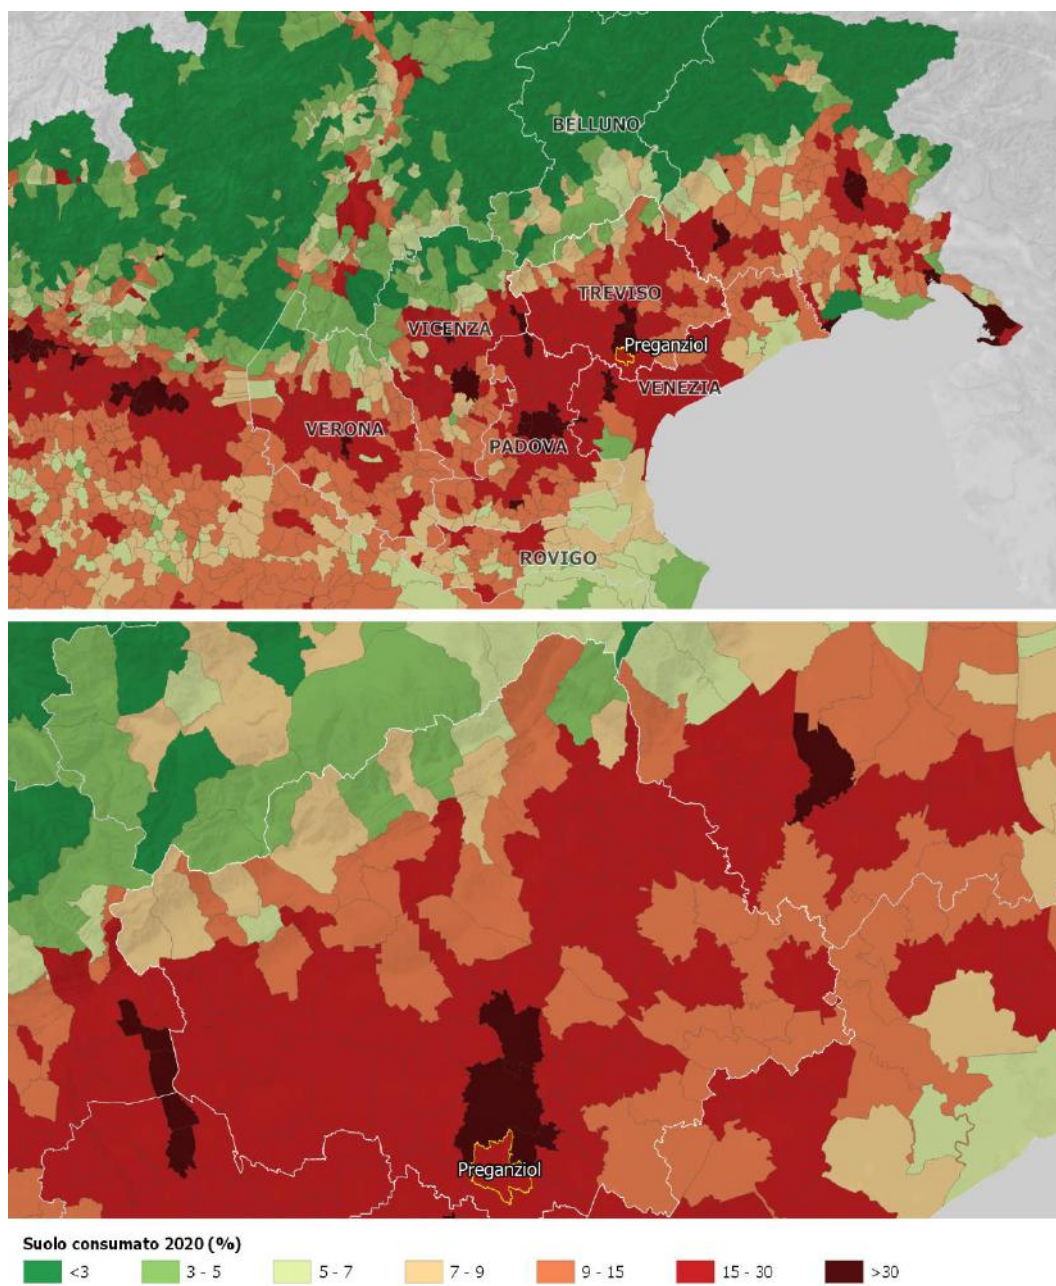 BELLUNO
TREVISO
VICENZA
Preganziol
VENEZIA
VERONA
PADOVA
ROVIGO
Preganziol
Suolo consumato 2020 (%)
<3 3 - 5 5 - 7 7 - 9 9 - 15 15 - 30 >30